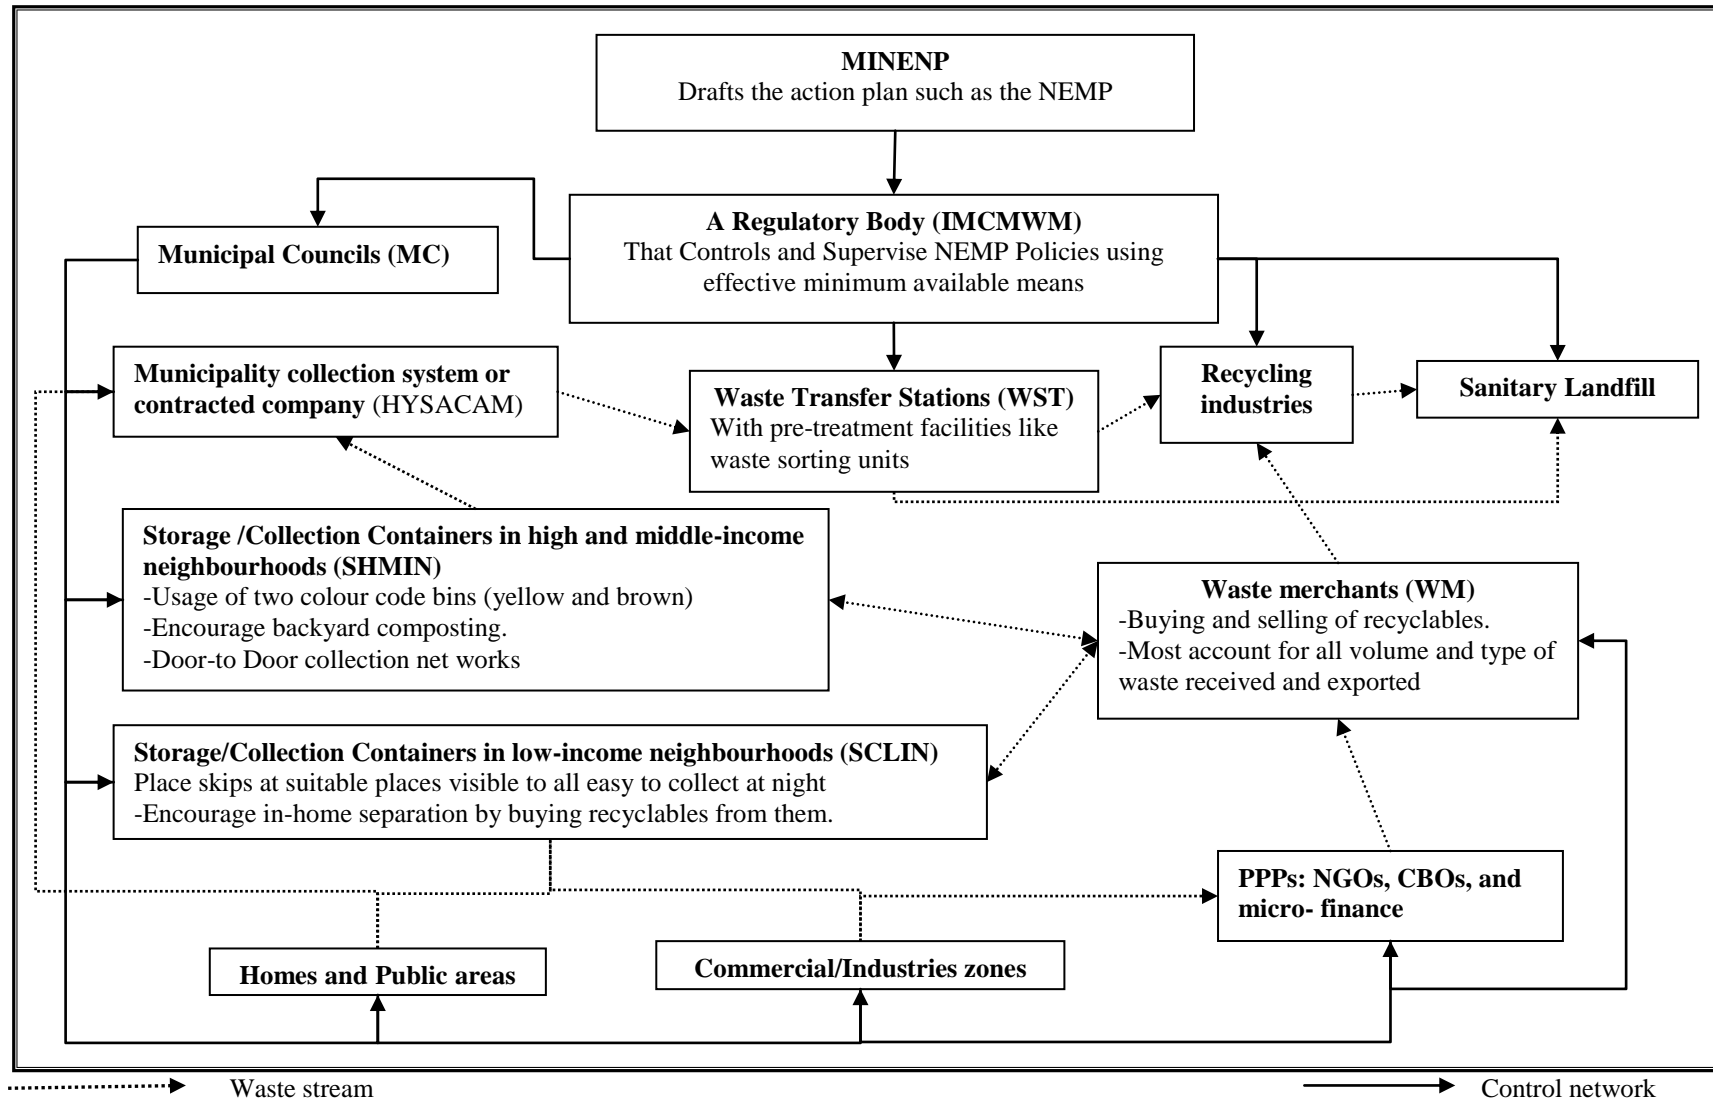 MINENP
Drafts the action plan such as the NEMP
A Regulatory Body (IMCMWM)
That Controls and Supervise NEMP Policies using
effective minimum available means
Municipal Councils (MC)
Municipality collection system or
contracted company (HYSACAM)
Waste Transfer Stations (WST)
With pre-treatment facilities like
waste sorting units
Recycling
industries
Sanitary Landfill
Storage /Collection Containers in high and middle-income
neighbourhoods (SHMIN)
-Usage of two colour code bins (yellow and brown)
-Encourage backyard composting.
-Door-to Door collection net works
Waste merchants (WM)
-Buying and selling of recyclables.
-Most account for all volume and type of
waste received and exported
Storage/Collection Containers in low-income neighbourhoods (SCLIN)
Place skips at suitable places visible to all easy to collect at night
-Encourage in-home separation by buying recyclables from them.
PPPs: NGOs, CBOs, and
micro- finance
Homes and Public areas
Commercial/Industries zones
Waste stream
Control network